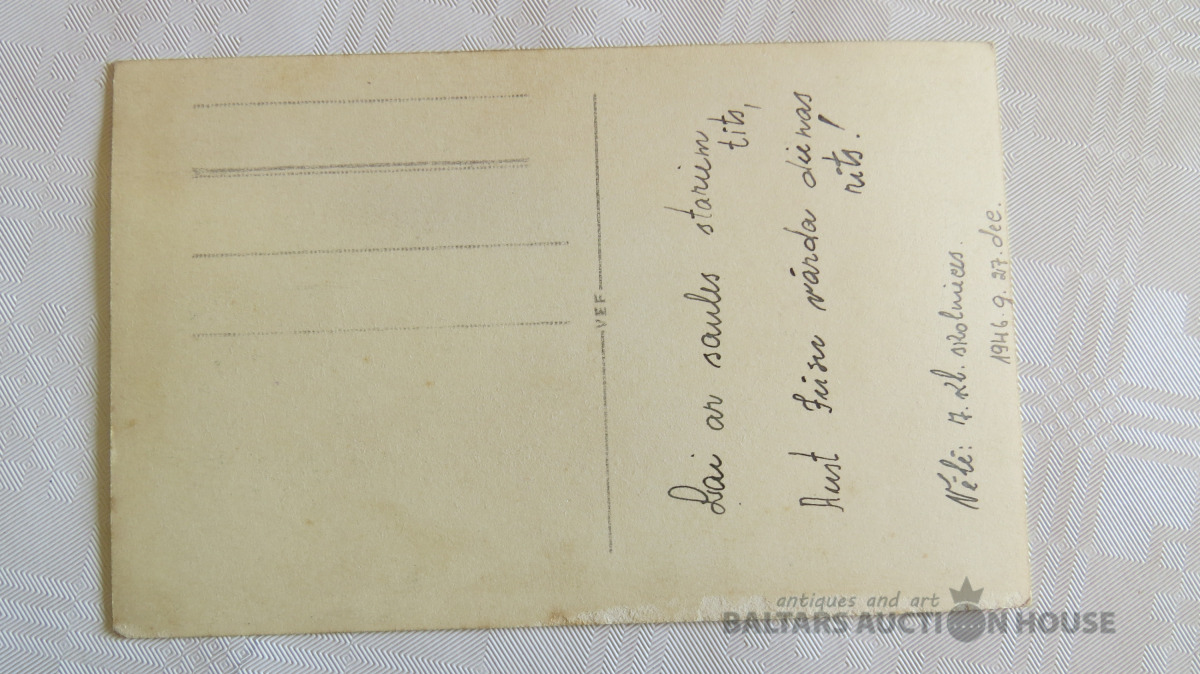 Lai ar saules stariem
tīts,
Aust Jūsu vārda dienas
rīts!
Vēlē: 7. kl. skolnieces.
1946. g. 27. dec.
VEF
antiques and art
BALTARS AUCTION HOUSE